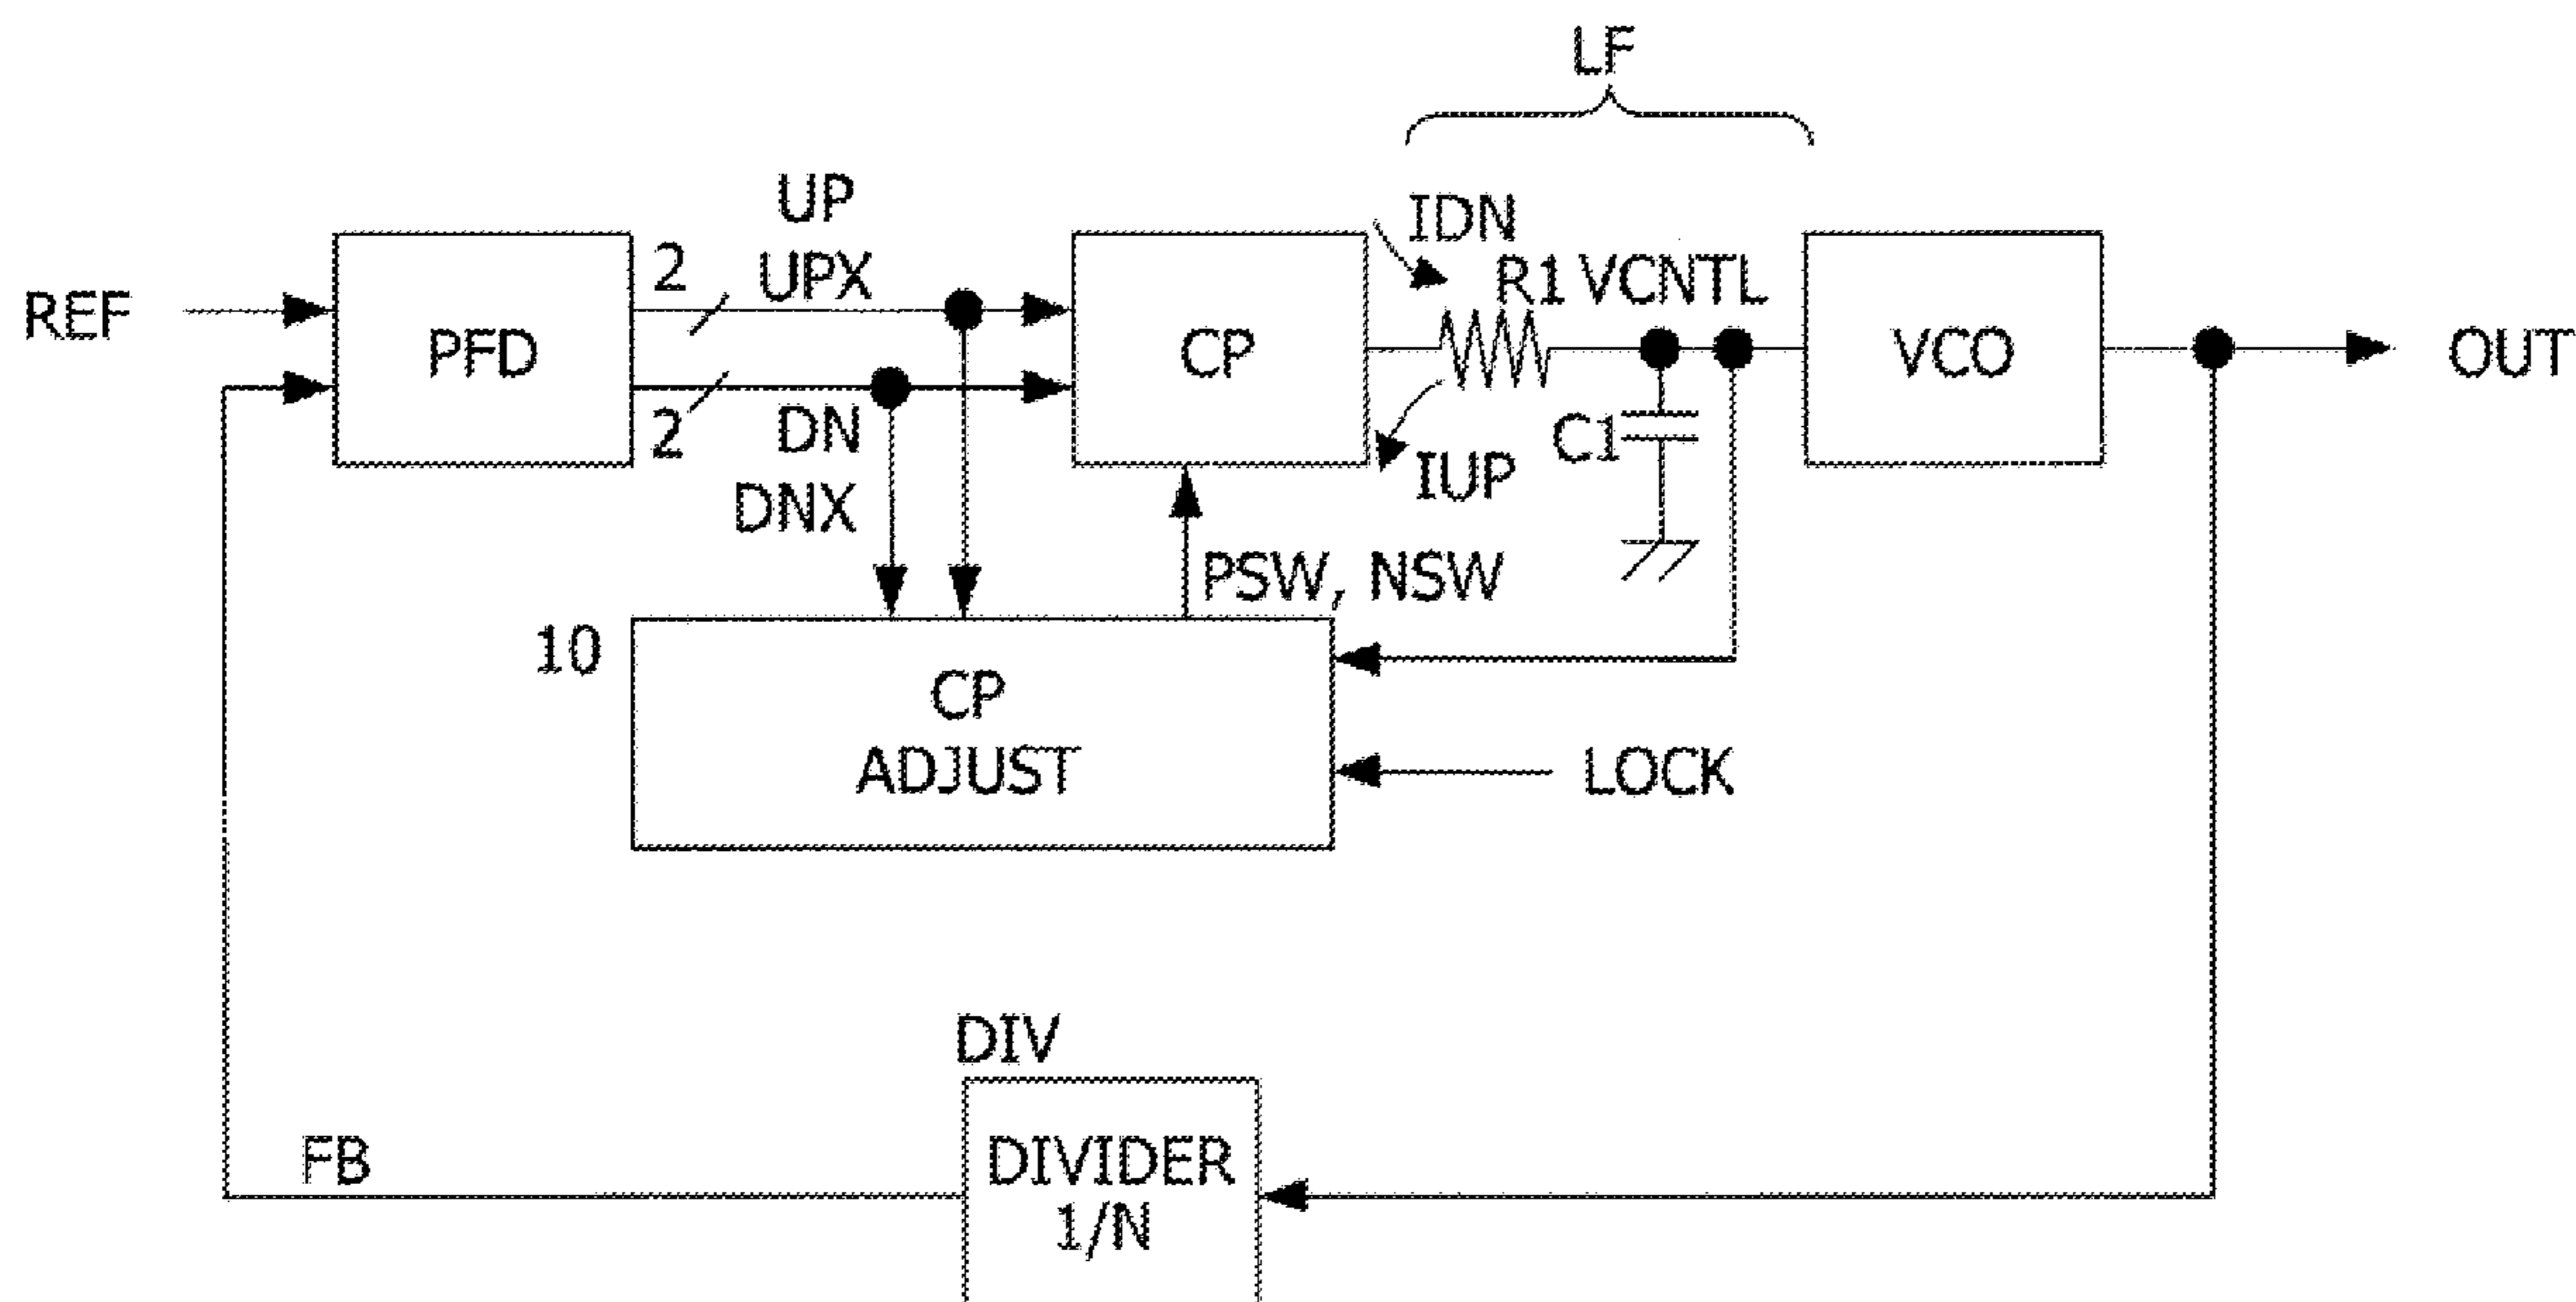 LF
UP
UPX
2
IDN
R1 VCNTL
REF
PFD
CP
VCO
OUT
2
DN
DNX
C1
IUP
PSW, NSW
10
CP
ADJUST
LOCK
DIV
FB
DIVIDER
1/N